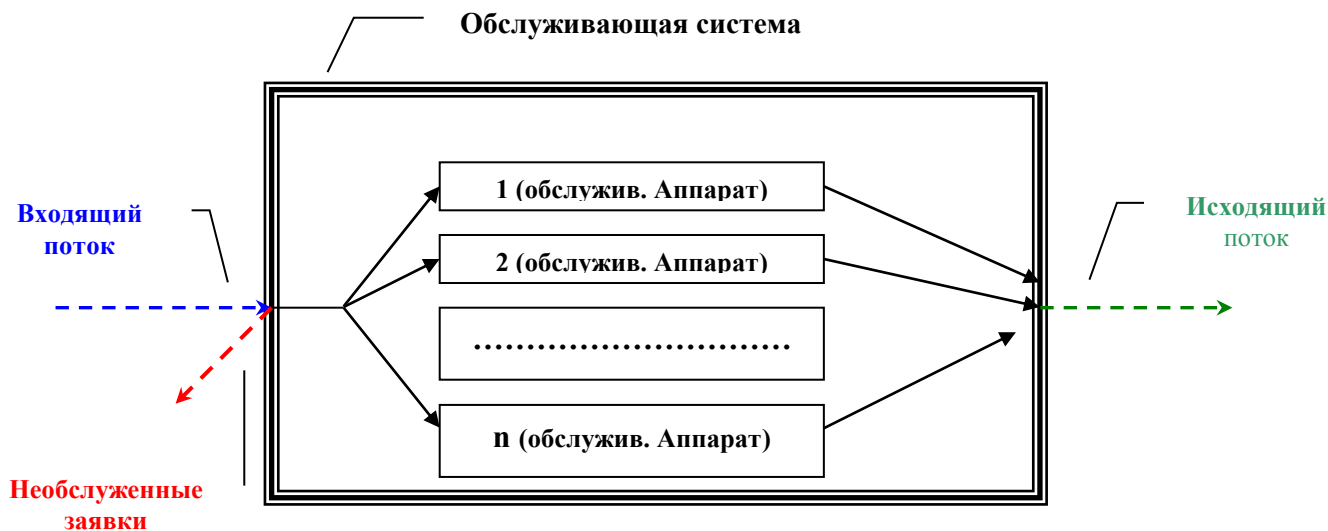 Обслуживающая система
1 (обслужив. Аппарат)
Входящий
поток
Исходящий
поток
2 (обслужив. Аппарат)
…………………………
n (обслужив. Аппарат)
Необслуженные
заявки